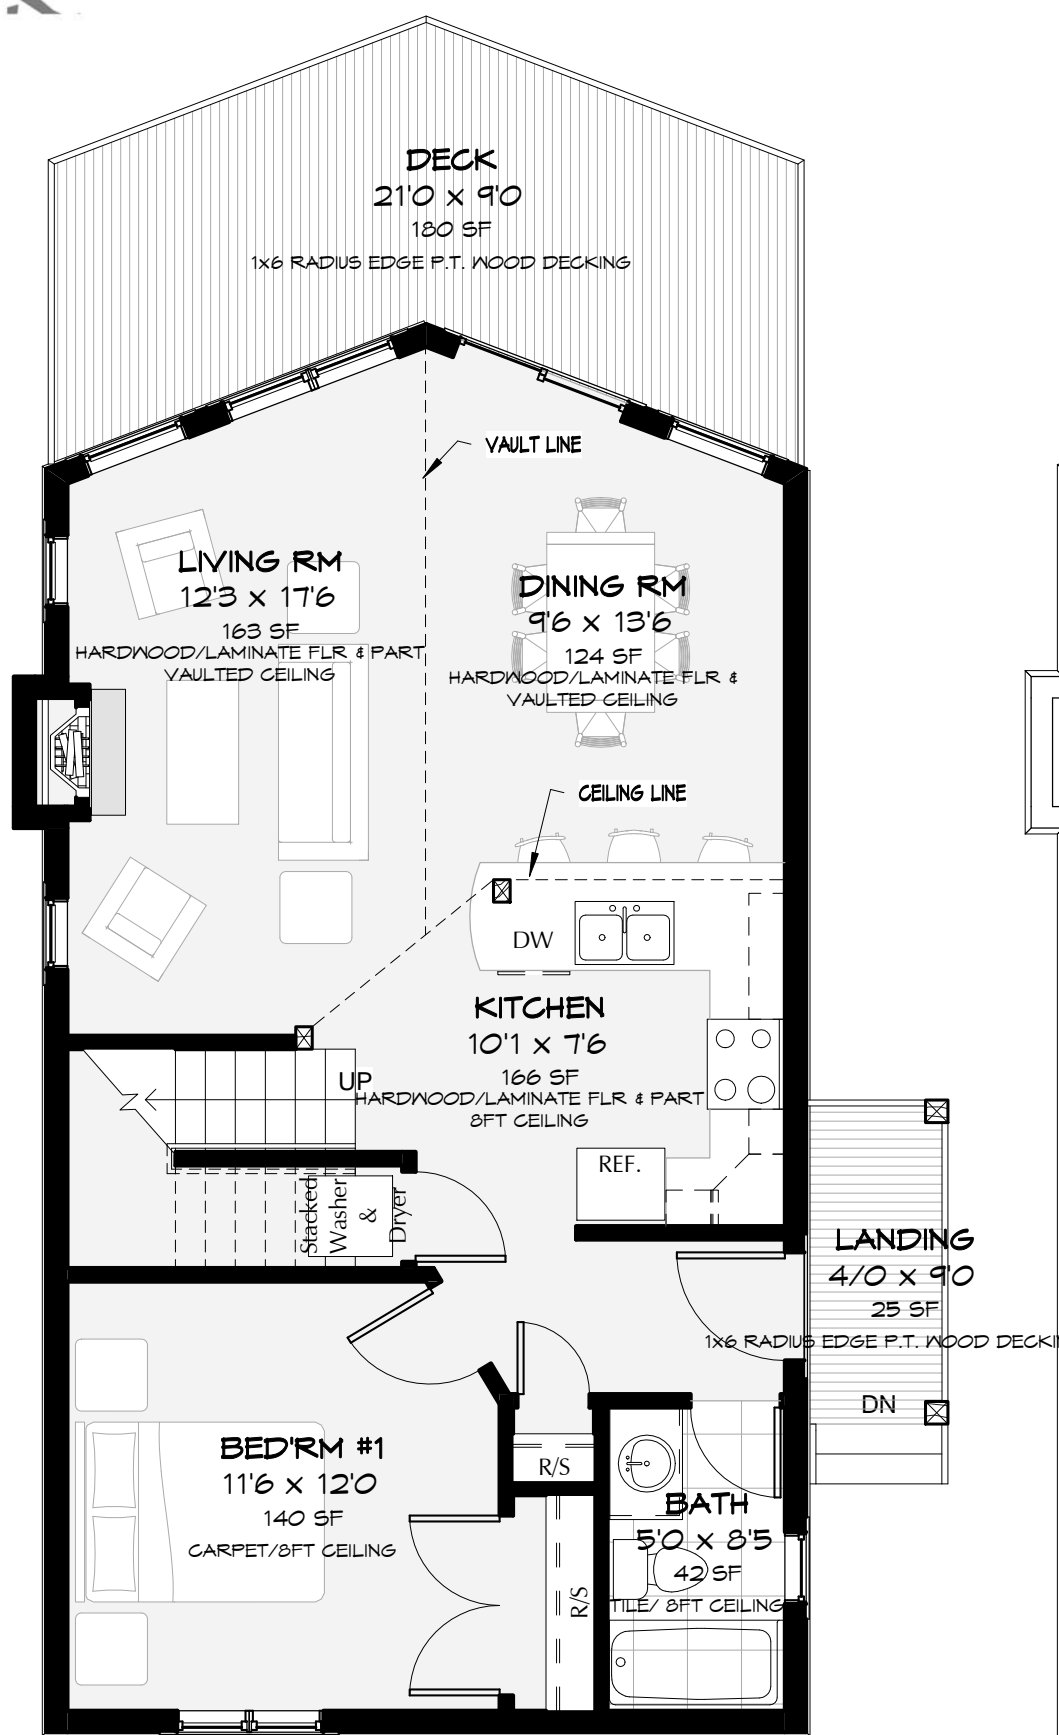 DECK
21'0 x 9'0
180 SF
1x6 RADIUS EDGE P.T. WOOD DECKING
VAULT LINE
LIVING RM
12'3 x 17'6
163 SF
HARDWOOD/LAMINATE FLR & PART
VAULTED CEILING
DINING RM
9'6 x 13'6
124 SF
HARDWOOD/LAMINATE FLR &
VAULTED CEILING
CEILING LINE
DW
KITCHEN
10'1 x 7'6
166 SF
HARDWOOD/LAMINATE FLR & PART
8FT CEILING
UP
REF.
Stacked
Washer
&
Dryer
LANDING
4/0 x 9'0
25 SF
1x6 RADIUS EDGE P.T. WOOD DECKI
DN
BED'RM #1
11'6 x 12'0
140 SF
CARPET/8FT CEILING
R/S
R/S
BATH
5'0 x 8'5
42 SF
TILE/ 8FT CEILING